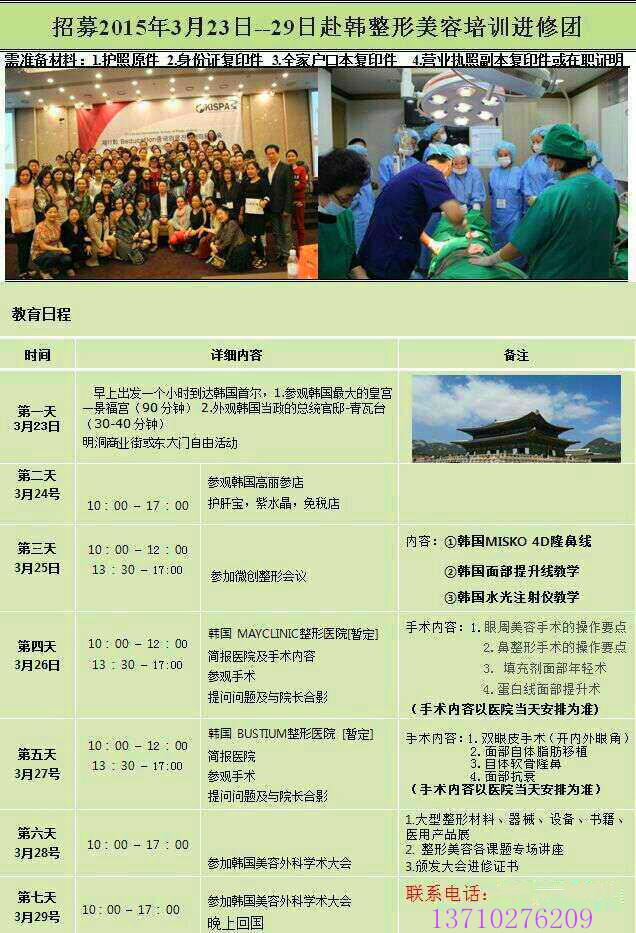 招募2015年3月23日--29日赴韩整形美容培训进修团
需准备材料：1.护照原件 2.身份证复印件 3.全家户口本复印件 4.营业执照副本复印件或在职证明
KISPA
教育日程
时间 详细内容 备注
第一天
3月23日
早上出发一个小时到达韩国首尔，1.参观韩国最大的皇宫
—景福宫（90分钟） 2.外观韩国当政的总统官邸-青瓦台
（30-40分钟）
明洞商业街或东大门自由活动
第二天
3月24号
10：00 – 17：00
参观韩国高丽参店
护肝宝，紫水晶，免税店
第三天
3月25日
10：00 – 12：00
13：30 – 17:00
参加微创整形会议
内容：①韩国MISKO 4D隆鼻线
②韩国面部提升线教学
③韩国水光注射仪教学
第四天
3月26日
10：00 – 12：00
13：30 – 17:00
韩国 MAYCLINIC整形医院[暂定]
简报医院及手术内容
参观手术
提问问题及与院长合影
手术内容：1.眼周美容手术的操作要点
2.鼻整形手术的操作要点
3. 填充剂面部年轻术
4.蛋白线面部提升术
（手术内容以医院当天安排为准）
第五天
3月27号
10：00 – 12：00
13：30 – 17:00
韩国 BUSTIUM整形医院 [暂定]
简报医院
参观手术
提问问题及与院长合影
手术内容：1.双眼皮手术（开内外眼角）
2.面部自体脂肪移植
3.自体软骨隆鼻
4.面部抗衰
（手术内容以医院当天安排为准）
第六天
3月28号
10：00 – 17：00
参加韩国美容外科学术大会
1.大型整形材料、器械、设备、书籍、
医用产品展
2. 整形美容各课题专场讲座
3.颁发大会进修证书
第七天
3月29号
10：00 – 17：00
参加韩国美容外科学术大会
晚上回国
联系电话：
13710276209